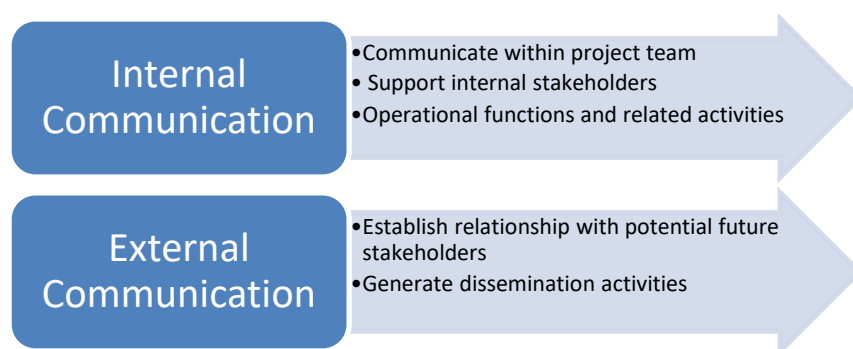 Internal
Communication
•Communicate within project team
• Support internal stakeholders
•Operational functions and related activities
External
Communication
•Establish relationship with potential future
stakeholders
•Generate dissemination activities